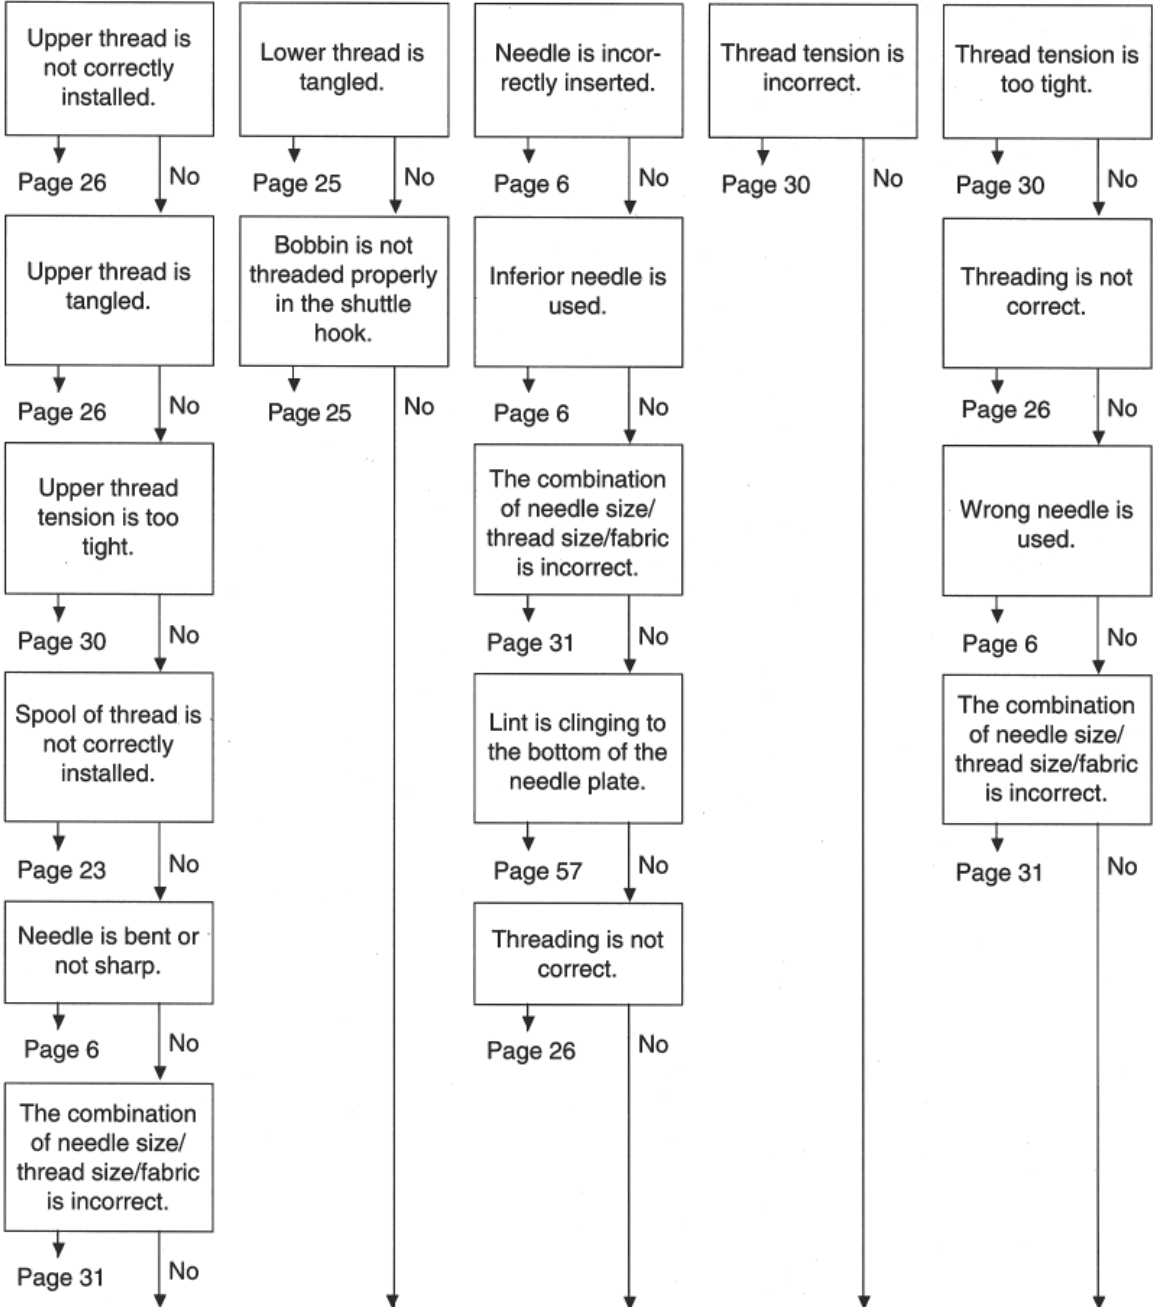 Upper thread is
not correctly
installed.
Page 26
No
Upper thread is
tangled.
Page 26
No
Upper thread
tension is too
tight.
Page 30
No
Spool of thread is
not correctly
installed.
Page 23
No
Needle is bent or
not sharp.
Page 6
No
The combination
of needle size/
thread size/fabric
is incorrect.
Page 31
No
Lower thread is
tangled.
Page 25
No
Bobbin is not
threaded properly
in the shuttle
hook.
Page 25
No
Needle is incor-
rectly inserted.
Page 6
No
Inferior needle is
used.
Page 6
No
The combination
of needle size/
thread size/fabric
is incorrect.
Page 31
No
Lint is clinging to
the bottom of the
needle plate.
Page 57
No
Threading is not
correct.
Page 26
No
Thread tension is
incorrect.
Page 30
No
Thread tension is
too tight.
Page 30
No
Threading is not
correct.
Page 26
No
Wrong needle is
used.
Page 6
No
The combination
of needle size/
thread size/fabric
is incorrect.
Page 31
No